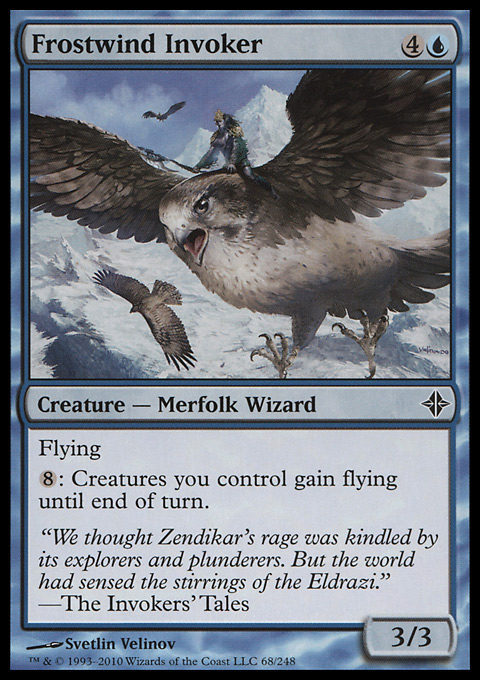 Frostwind Invoker 4
Creature — Merfolk Wizard
Flying
8: Creatures you control gain flying
until end of turn.
“We thought Zendikar’s rage was kindled by
its explorers and plunderers. But the world
had sensed the stirrings of the Eldrazi.”
—The Invokers’ Tales
3/3
Svetlin Velinov
™ & © 1993–2010 Wizards of the Coast LLC 68/248